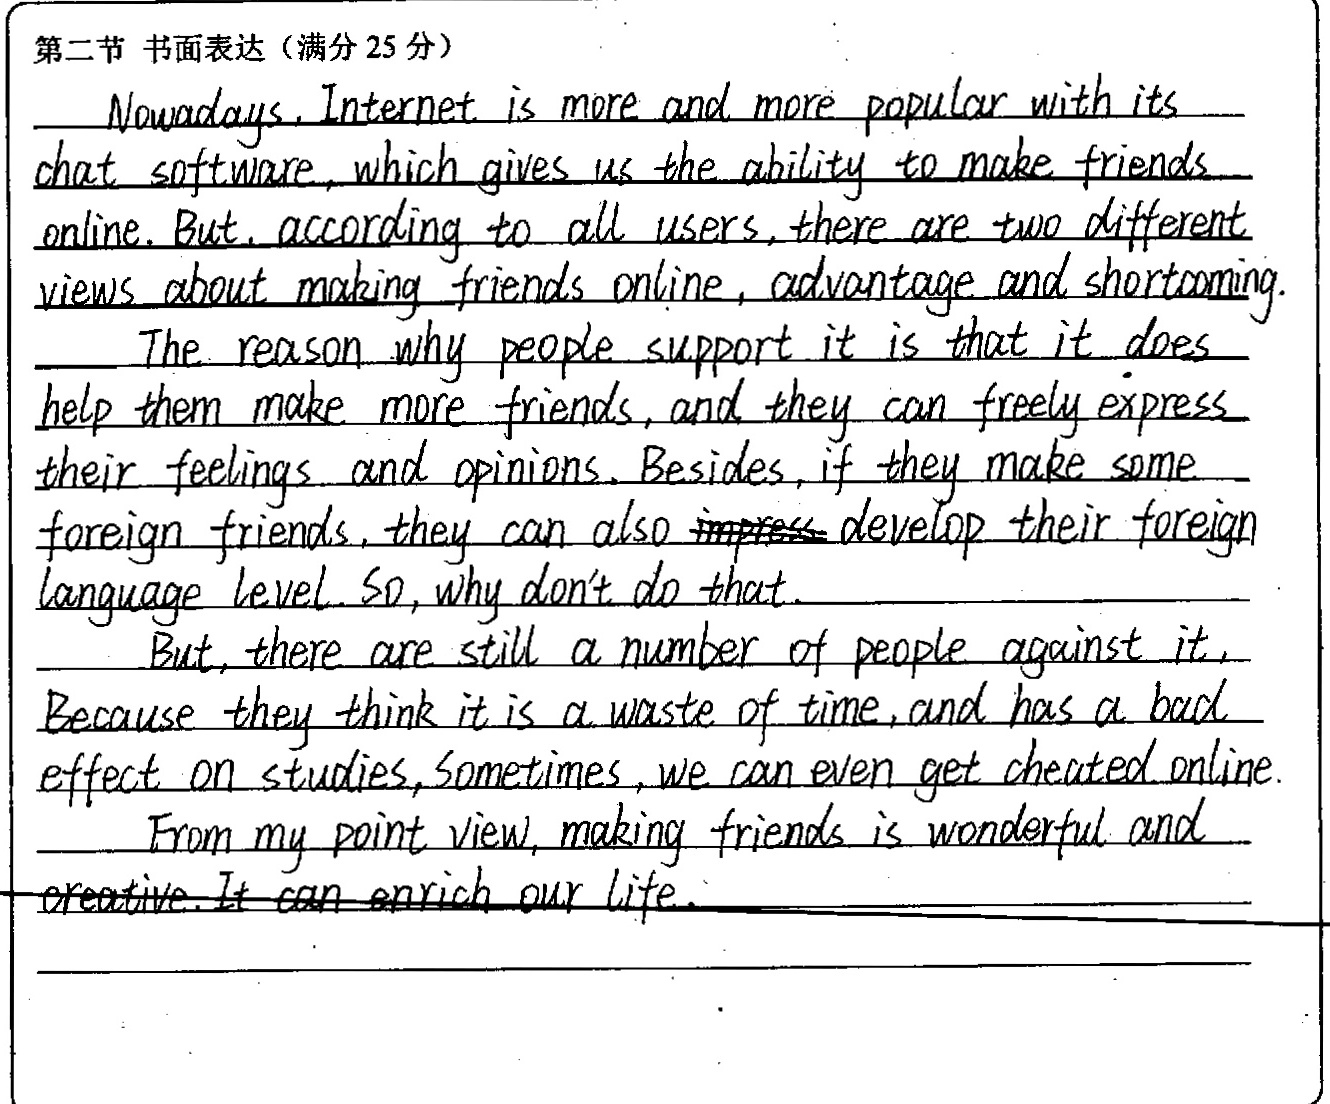 第二节 书面表达（满分 25 分）
Nowadays, Internet is more and more popular with its
chat software, which gives us the ability to make friends
online. But, according to all users, there are two different
views about making friends online, advantage and shortcoming.
The reason why people support it is that it does
help them make more friends, and they can freely express
their feelings and opinions. Besides, if they make some
foreign friends, they can also impress develop their foreign
language level. So, why don't do that.
But, there are still a number of people against it,
Because they think it is a waste of time, and has a bad
effect on studies, Sometimes, we can even get cheated online.
From my point view, making friends is wonderful and
creative. It can enrich our life.